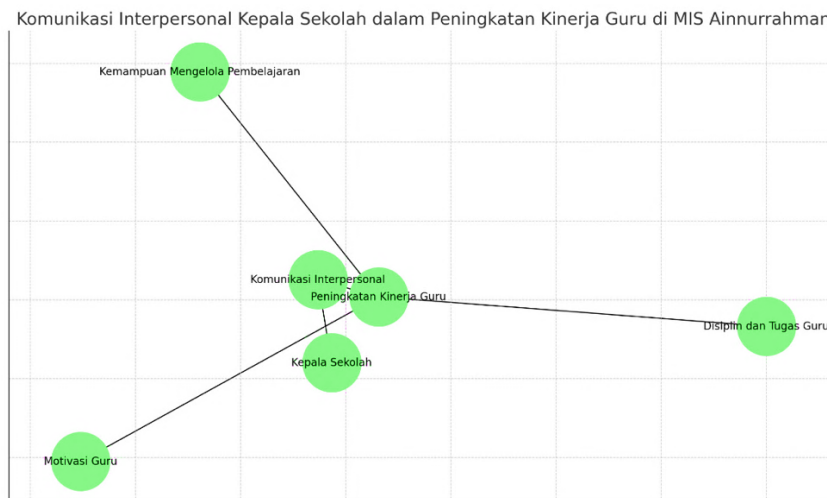 Komunikasi Interpersonal Kepala Sekolah dalam Peningkatan Kinerja Guru di MIS Ainnurrahman
Kemampuan Mengelola Pembelajaran
Komunikasi Interpersonal
Peningkatan Kinerja Guru
Disiplin dan Tugas Guru
Kepala Sekolah
Motivasi Guru